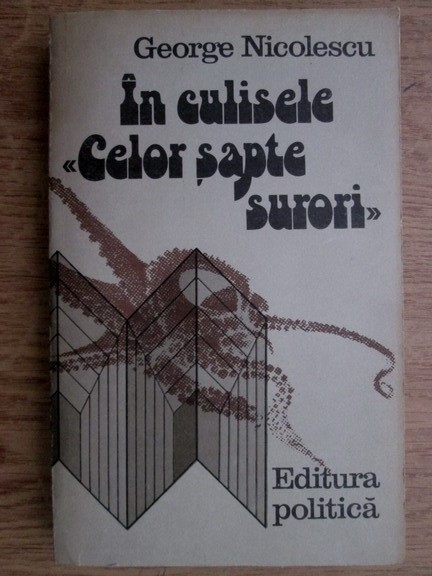 George Nicolescu
În culisele
«Celor șapte
surori»
Editura
politică